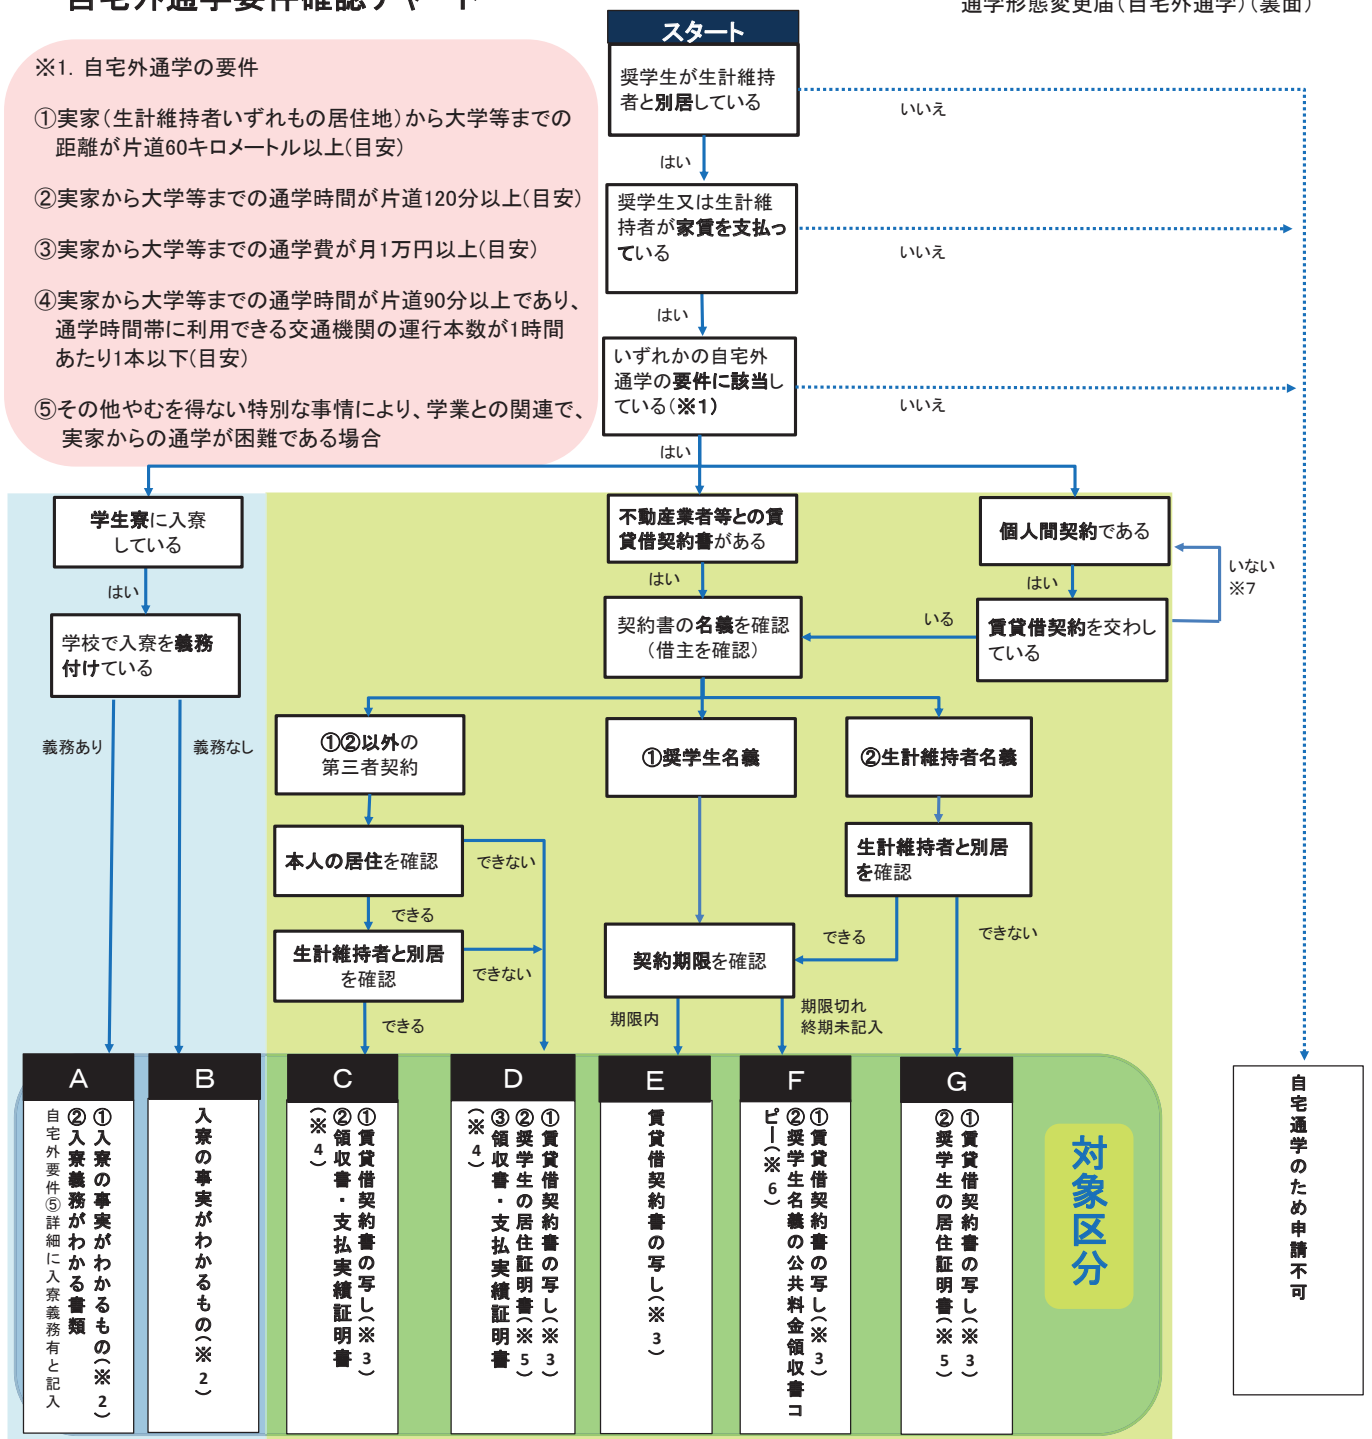 自宅外通学要件確認チャート
通学形態変更届（自宅外通学）（裏面）
※1. 自宅外通学の要件
①実家（生計維持者いずれもの居住地）から大学等までの
距離が片道60キロメートル以上（目安）
②実家から大学等までの通学時間が片道120分以上（目安）
③実家から大学等までの通学費が月1万円以上（目安）
④実家から大学等までの通学時間が片道90分以上であり、
通学時間帯に利用できる交通機関の運行本数が1時間
あたり1本以下（目安）
⑤その他やむを得ない特別な事情により、学業との関連で、
実家からの通学が困難である場合
スタート
奨学生が生計維持
者と別居している
いいえ
はい
奨学生又は生計維
持者が家賃を支払っ
ている
いいえ
はい
いずれかの自宅外
通学の要件に該当し
ている（※1）
いいえ
はい
学生寮に入寮
している
はい
学校で入寮を義務
付けている
義務あり
義務なし
不動産業者等との賃
貸借契約書がある
はい
契約書の名義を確認
（借主を確認）
個人間契約である
はい
いない
※7
いる
賃貸借契約を交わし
ている
①②以外の
第三者契約
①奨学生名義
②生計維持者名義
本人の居住を確認
できない
できる
生計維持者と別居
を確認
できない
できる
生計維持者と別居
を確認
できる
できない
契約期限を確認
期限内
期限切れ
終期未記入
A
①入寮の事実がわかるもの（※2）
②入寮義務がわかる書類
自宅外要件⑤詳細に入寮義務有と記入
B
入寮の事実がわかるもの（※2）
C
①賃貸借契約書の写し（※3）
②領収書・支払実績証明書
（※4）
D
①賃貸借契約書の写し（※3）
②奨学生の居住証明書（※5）
③領収書・支払実績証明書
（※4）
E
賃貸借契約書の写し（※3）
F
①賃貸借契約書の写し（※3）
②奨学生名義の公共料金領収書コ
ピー（※6）
G
①賃貸借契約書の写し（※3）
②奨学生の居住証明書（※5）
対象区分
自宅通学のため申請不可